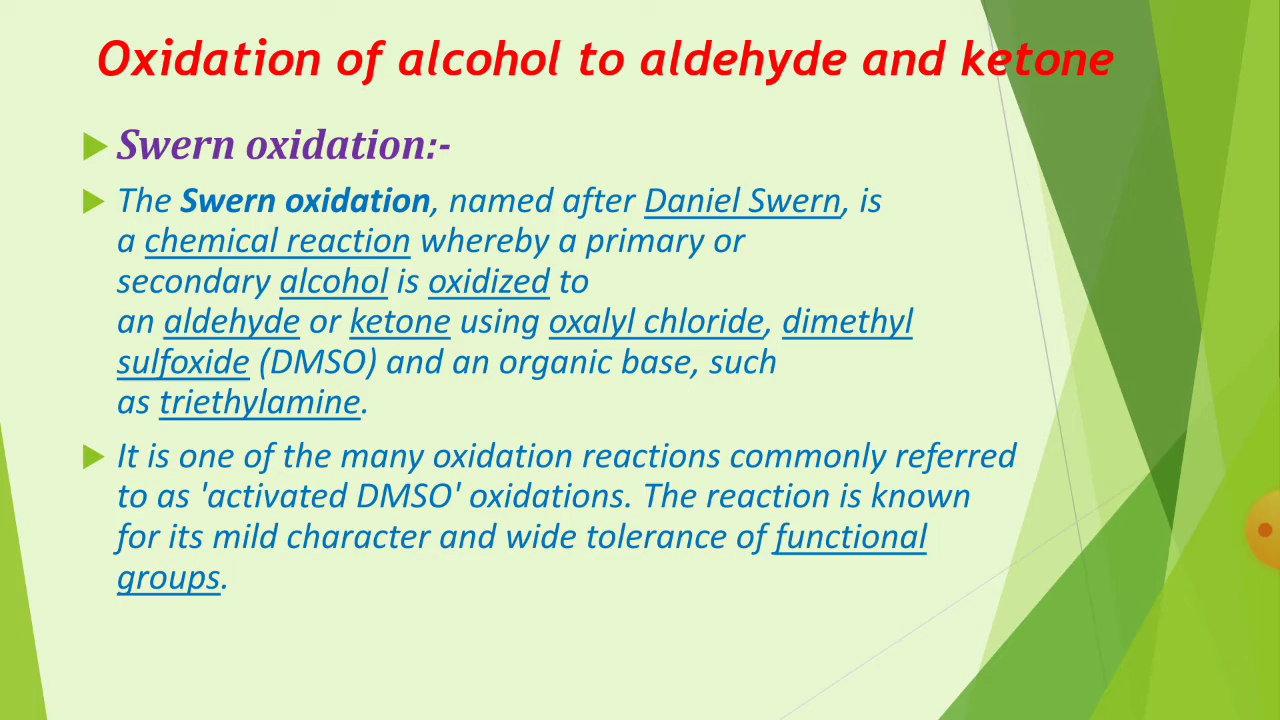 Oxidation of alcohol to aldehyde and ketone
Swern oxidation:-
The Swern oxidation, named after Daniel Swern, is
a chemical reaction whereby a primary or
secondary alcohol is oxidized to
an aldehyde or ketone using oxalyl chloride, dimethyl
sulfoxide (DMSO) and an organic base, such
as triethylamine.
It is one of the many oxidation reactions commonly referred
to as 'activated DMSO' oxidations. The reaction is known
for its mild character and wide tolerance of functional
groups.